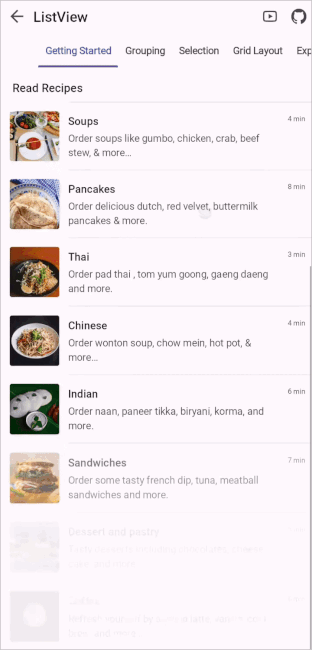 ListView
Getting Started Grouping Selection Grid Layout Exp
Read Recipes
Soups 4 min
Order soups like gumbo, chicken, crab, beef
stew, & more...
Pancakes 8 min
Order delicious dutch, red velvet, buttermilk
pancakes & more.
Thai 3 min
Order pad thai , tom yum goong, gaeng daeng
and more.
Chinese 4 min
Order wonton soup, chow mein, hot pot, &
more...
Indian 6 min
Order naan, paneer tikka, biryani, korma, and
more.
Sandwiches 7 min
Order some tasty french dip, tuna, meatball
sandwiches and more.
Dessert and pastry